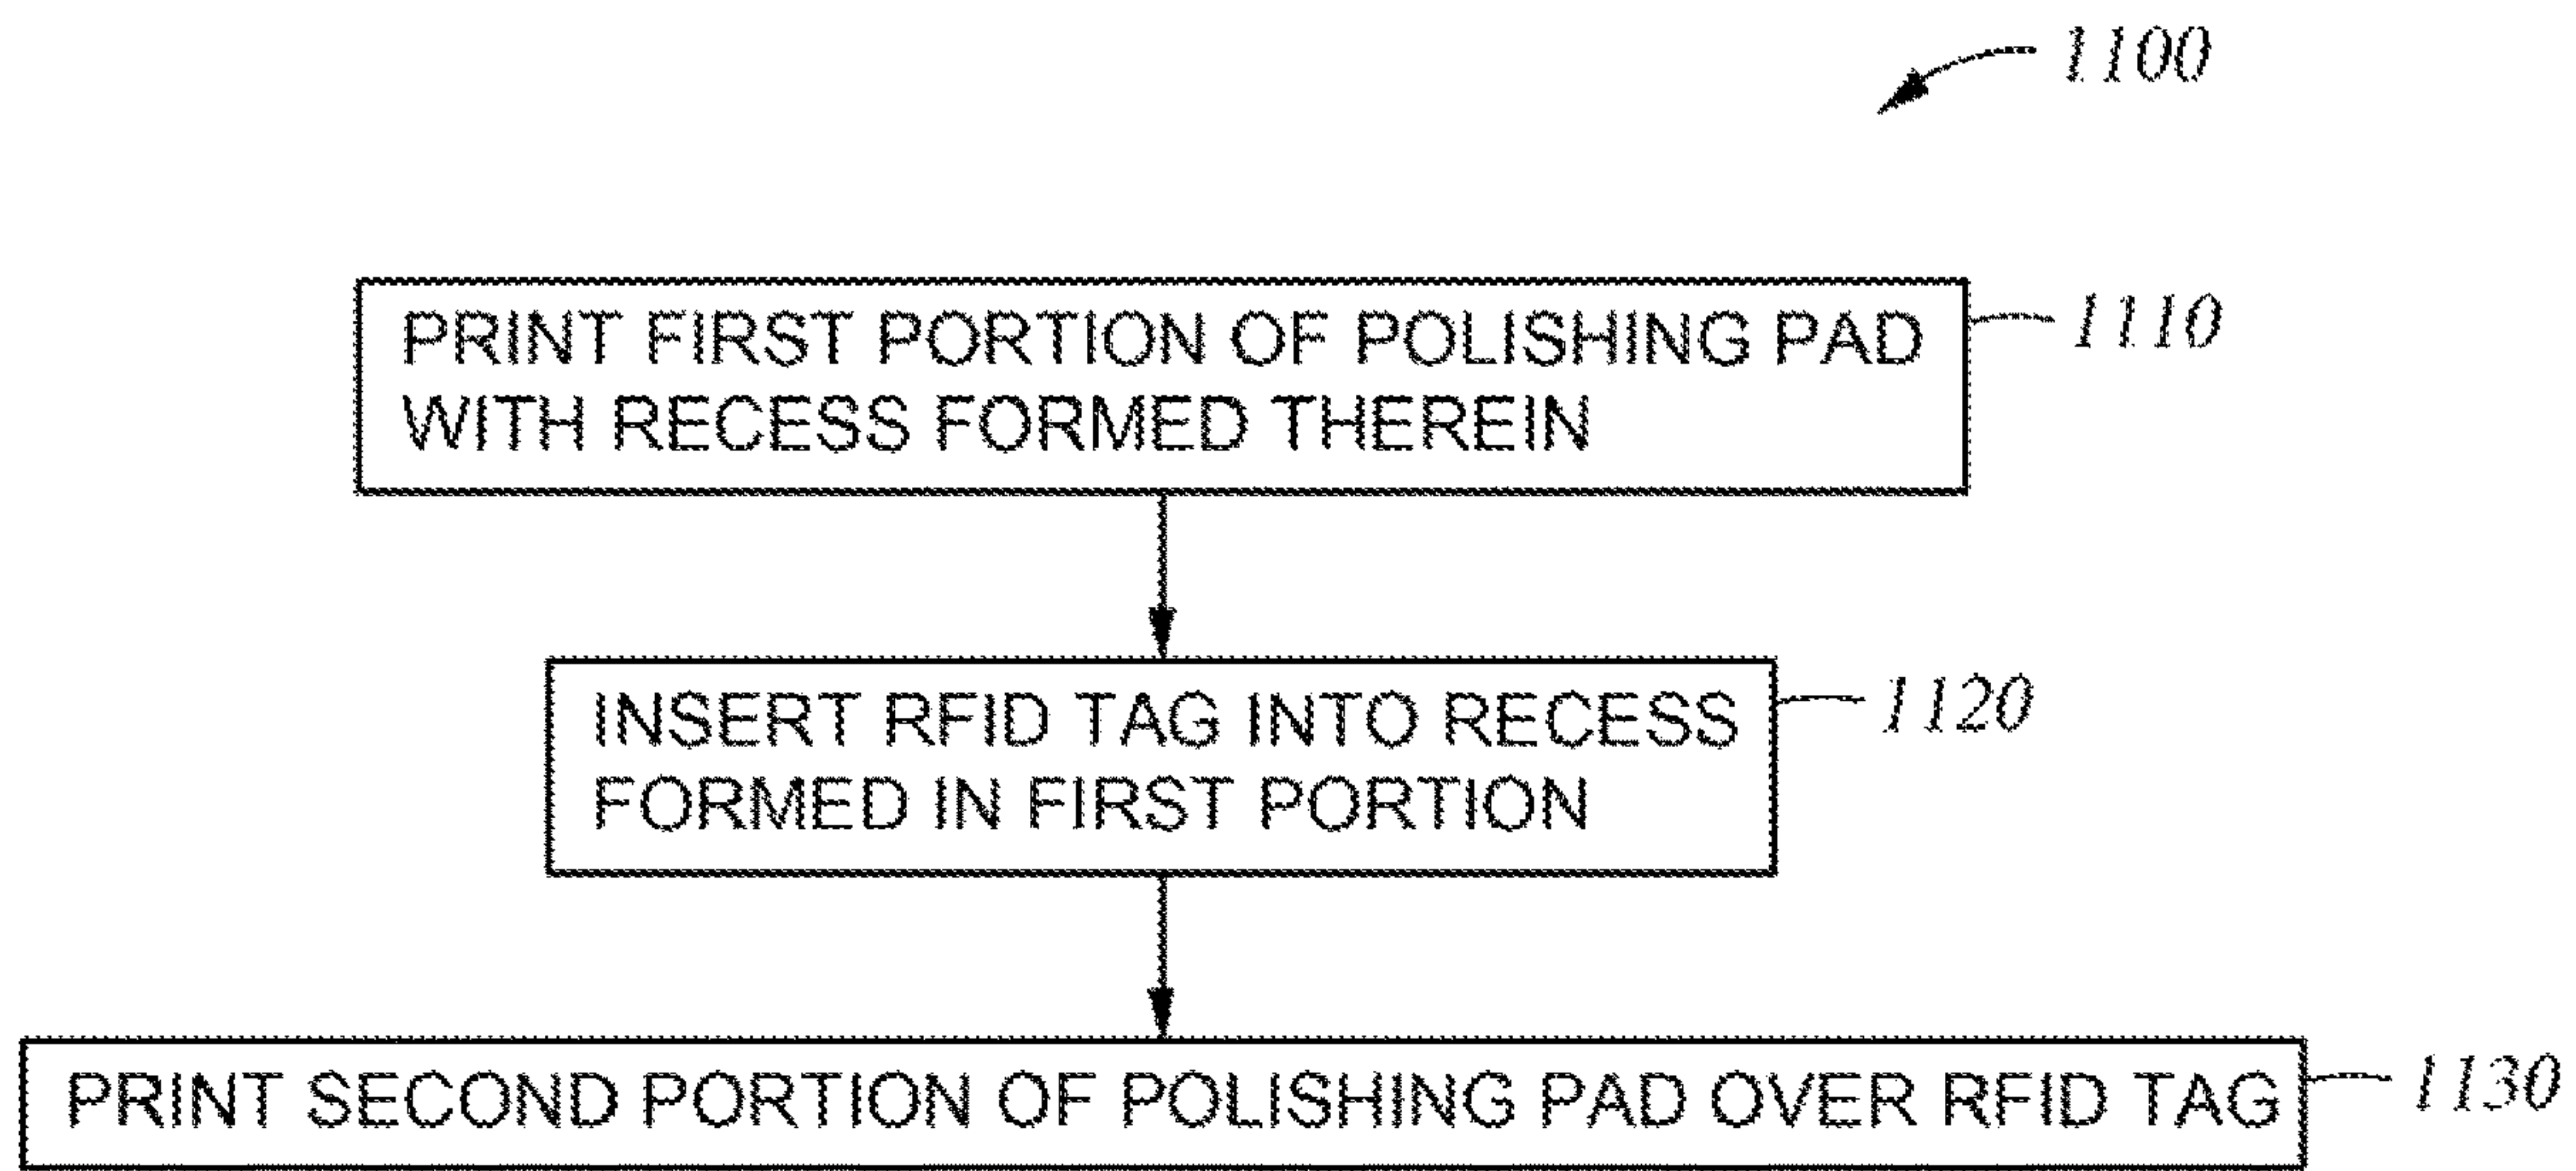 1100
PRINT FIRST PORTION OF POLISHING PAD
WITH RECESS FORMED THEREIN
1110
INSERT RFID TAG INTO RECESS
FORMED IN FIRST PORTION
1120
PRINT SECOND PORTION OF POLISHING PAD OVER RFID TAG
1130